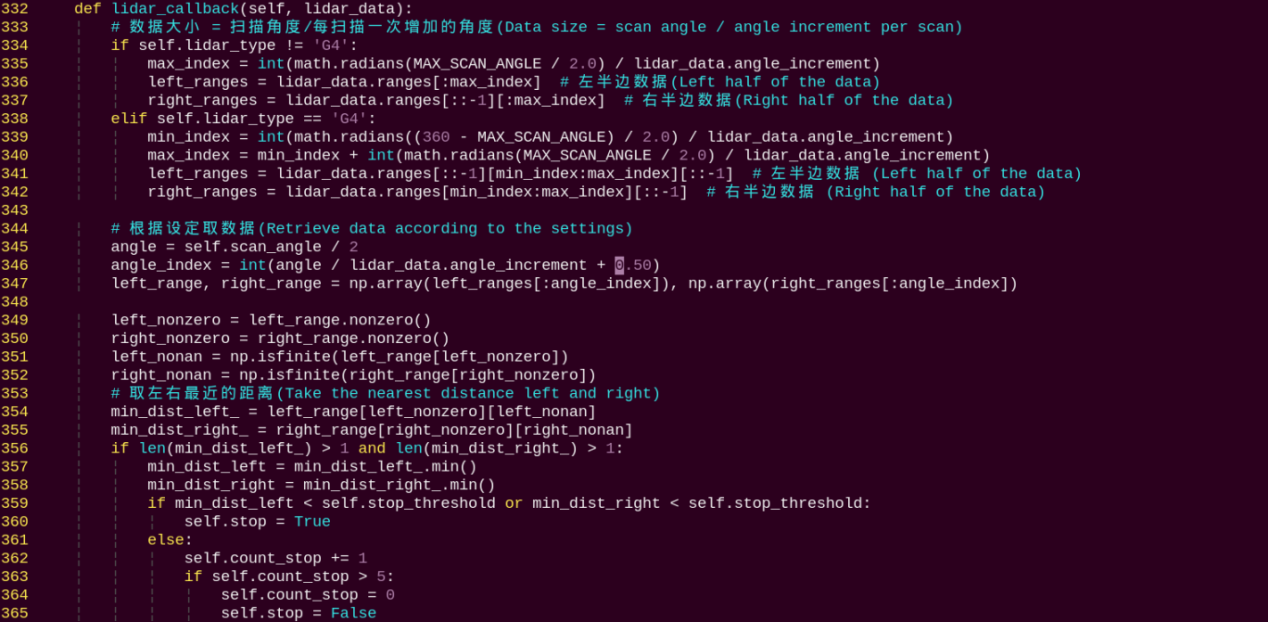 332     def lidar_callback(self, lidar_data):
333         # 数据大小 = 扫描角度/每扫描一次增加的角度(Data size = scan angle / angle increment per scan)
334         if self.lidar_type != 'G4':
335             max_index = int(math.radians(MAX_SCAN_ANGLE / 2.0) / lidar_data.angle_increment)
336             left_ranges = lidar_data.ranges[:max_index]  # 左半边数据(Left half of the data)
337             right_ranges = lidar_data.ranges[::-1][:max_index]  # 右半边数据(Right half of the data)
338         elif self.lidar_type == 'G4':
339             min_index = int(math.radians((360 - MAX_SCAN_ANGLE) / 2.0) / lidar_data.angle_increment)
340             max_index = min_index + int(math.radians(MAX_SCAN_ANGLE / 2.0) / lidar_data.angle_increment)
341             left_ranges = lidar_data.ranges[::-1][min_index:max_index][::-1]  # 左半边数据 (Left half of the data)
342             right_ranges = lidar_data.ranges[min_index:max_index][::-1]  # 右半边数据 (Right half of the data)
343
344         # 根据设定取数据(Retrieve data according to the settings)
345         angle = self.scan_angle / 2
346         angle_index = int(angle / lidar_data.angle_increment + 0.50)
347         left_range, right_range = np.array(left_ranges[:angle_index]), np.array(right_ranges[:angle_index])
348
349         left_nonzero = left_range.nonzero()
350         right_nonzero = right_range.nonzero()
351         left_nonan = np.isfinite(left_range[left_nonzero])
352         right_nonan = np.isfinite(right_range[right_nonzero])
353         # 取左右最近的距离(Take the nearest distance left and right)
354         min_dist_left_ = left_range[left_nonzero][left_nonan]
355         min_dist_right_ = right_range[right_nonzero][right_nonan]
356         if len(min_dist_left_) > 1 and len(min_dist_right_) > 1:
357             min_dist_left = min_dist_left_.min()
358             min_dist_right = min_dist_right_.min()
359             if min_dist_left < self.stop_threshold or min_dist_right < self.stop_threshold:
360                 self.stop = True
361             else:
362                 self.count_stop += 1
363                 if self.count_stop > 5:
364                     self.count_stop = 0
365                     self.stop = False